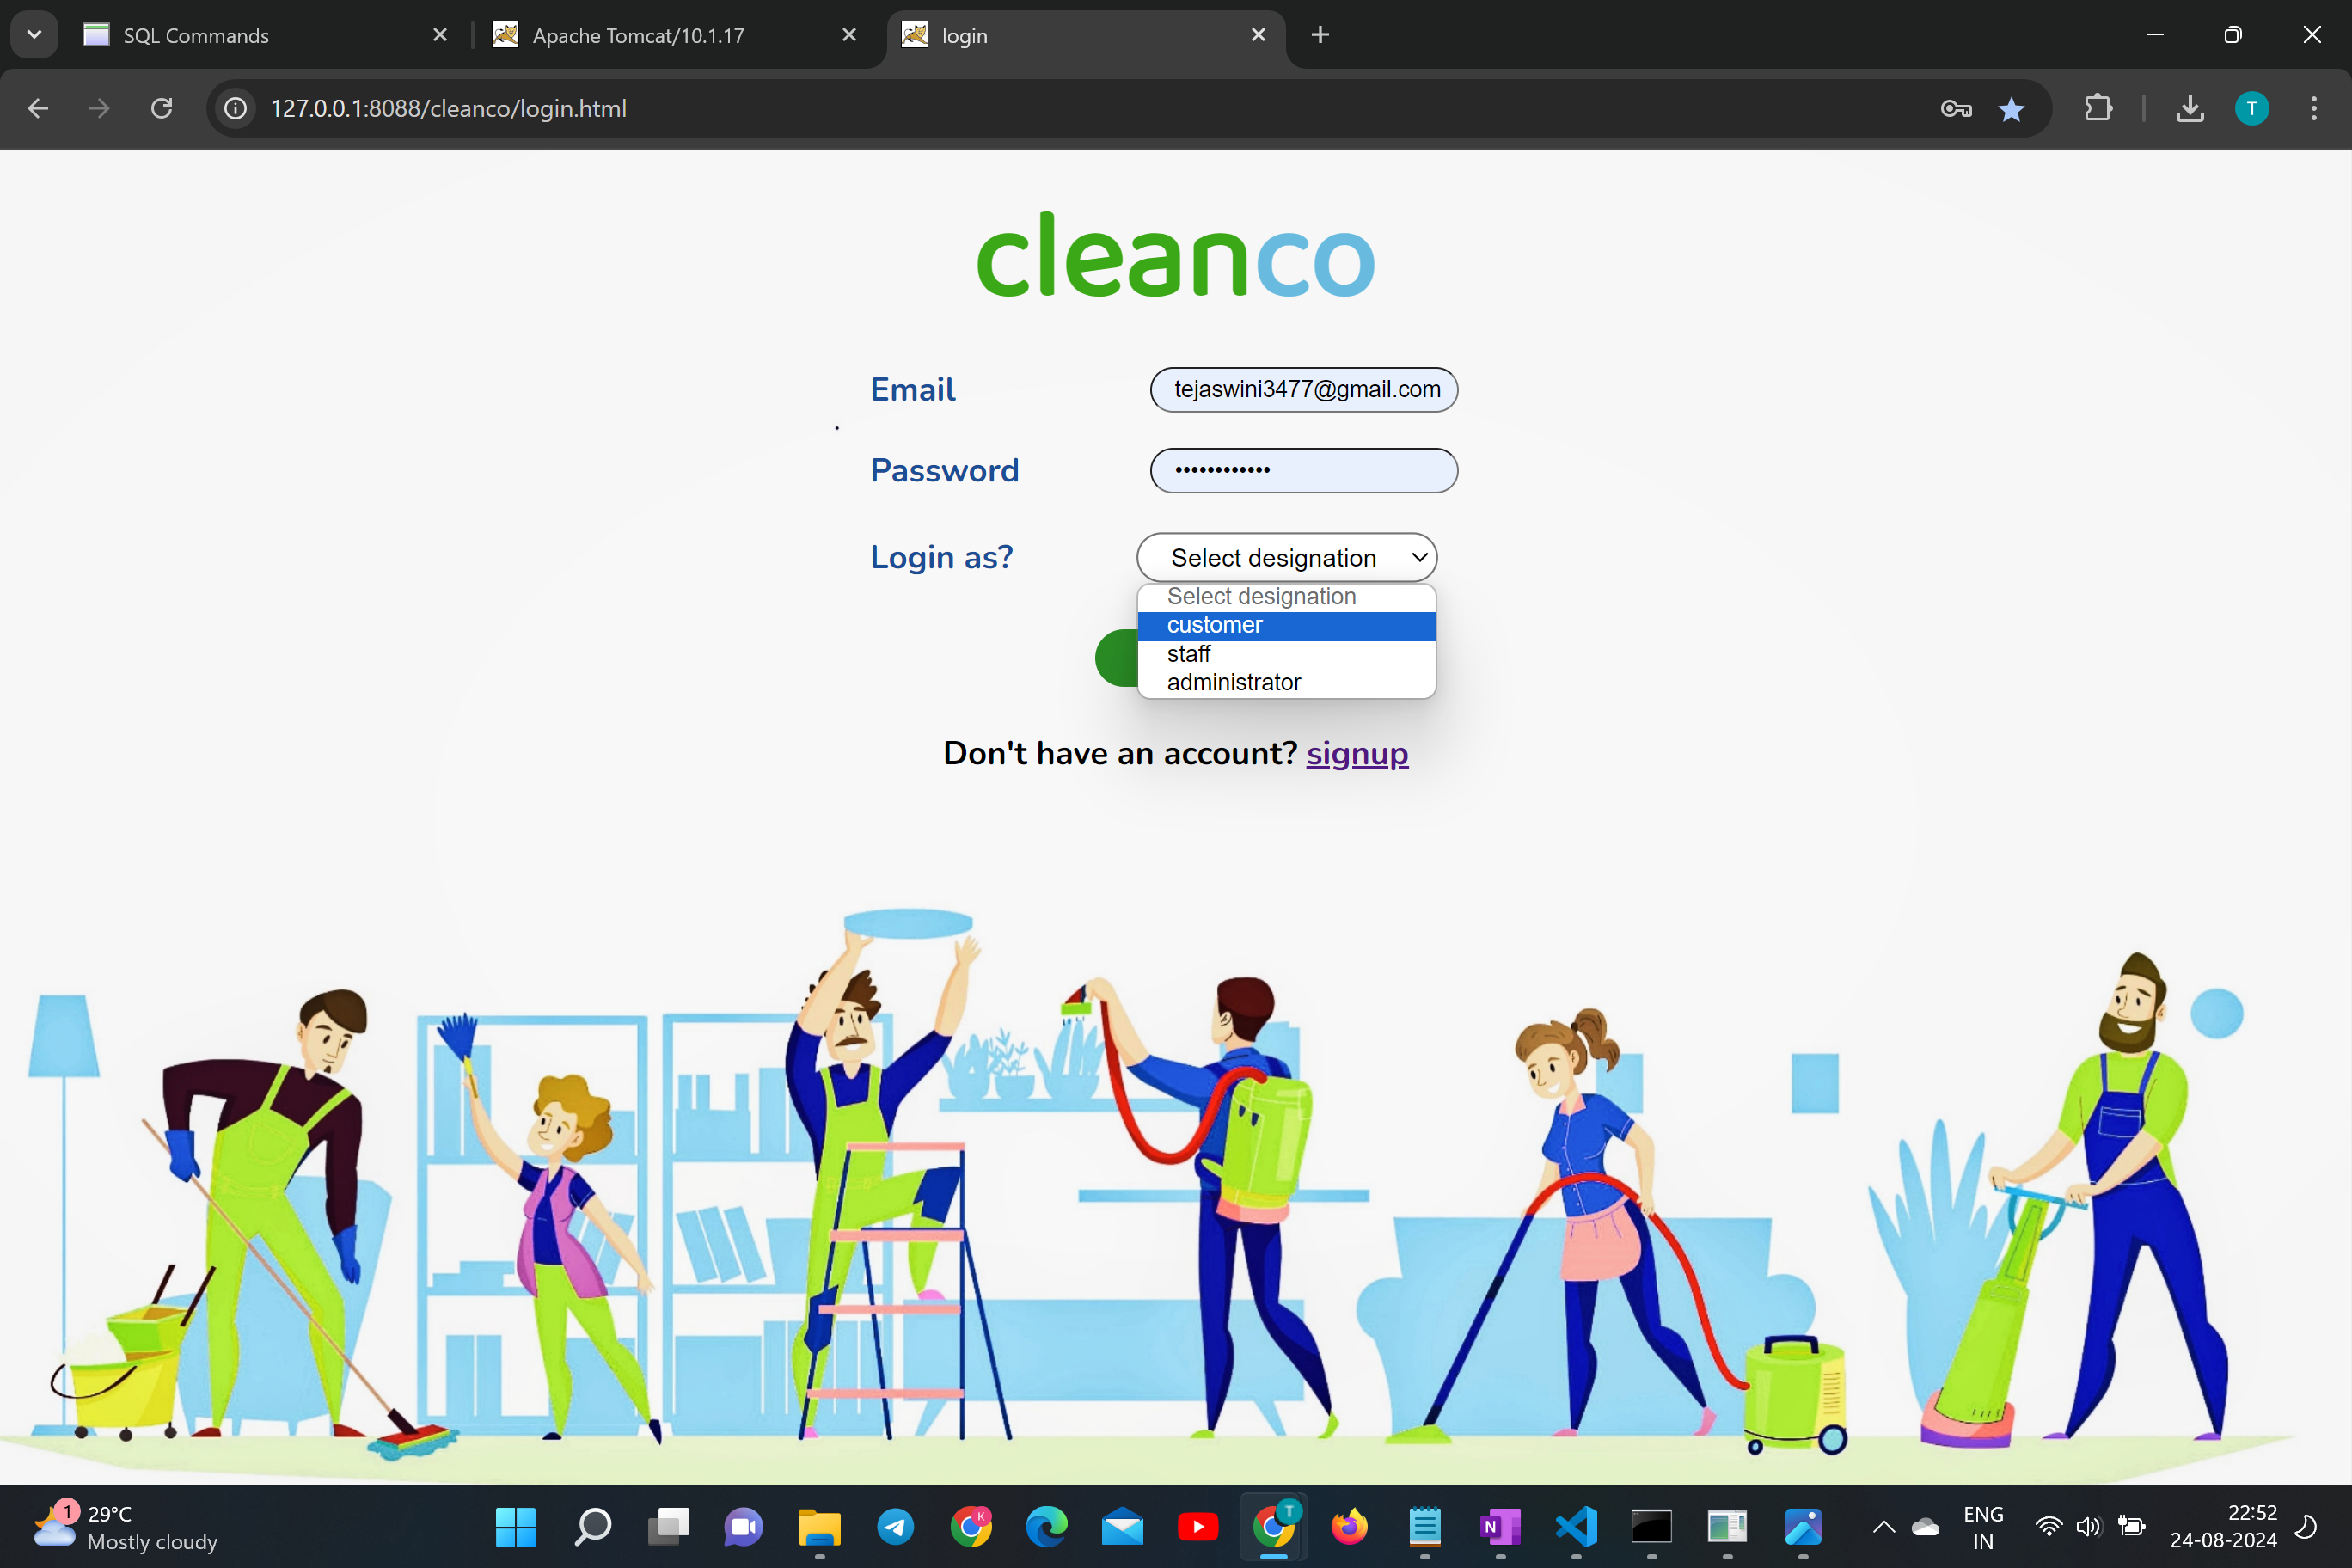 SQL Commands
Apache Tomcat/10.1.17
login
127.0.0.1:8088/cleanco/login.html
T
cleanco
Email
tejaswini3477@gmail.com
Password
••••••••••••
Login as?
Select designation
Select designation
customer
staff
administrator
Don't have an account? signup
1
29°C
Mostly cloudy
K
T
N
ENG
IN
22:52
24-08-2024